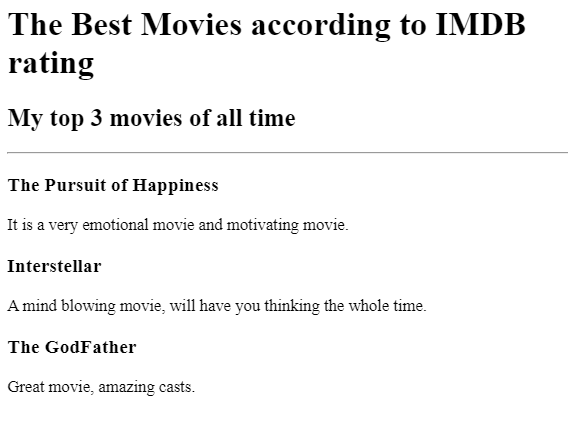 The Best Movies according to IMDB
rating
My top 3 movies of all time
The Pursuit of Happiness
It is a very emotional movie and motivating movie.
Interstellar
A mind blowing movie, will have you thinking the whole time.
The GodFather
Great movie, amazing casts.